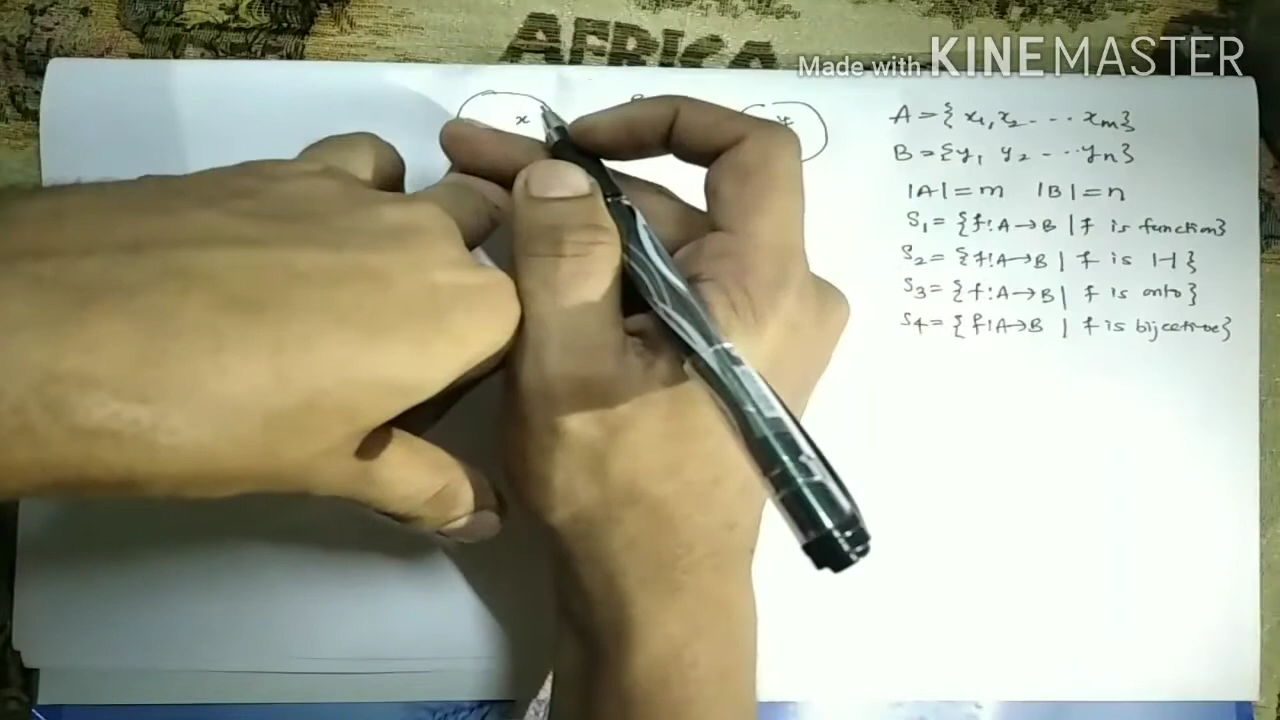 AFRICA
Made with KINEMASTER
x
A = { x₁, x₂ - - - xm}
B = {y₁ y₂ - - - yn}
|A| = m |B| = n
S₁ = {f: A → B | f is function}
S₂ = {f: A → B | f is 1-1}
S₃ = {f: A → B | f is onto}
S₄ = {f: A → B | f is bijective}